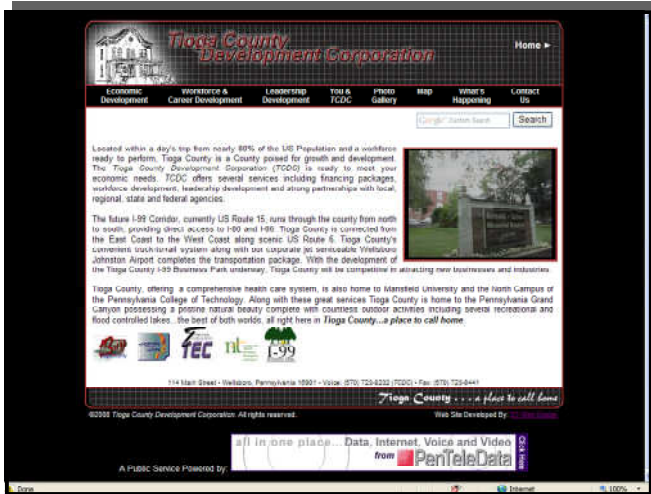 Tioga County
Development Corporation
Home ►
Economic Development
Workforce & Career Development
Leadership Development
You & TCDC
Photo Gallery
Map
What's Happening
Contact Us
Google Custom Search
Search
Located within a day's trip from nearly 60% of the US Population and a workforce
ready to perform, Tioga County is a County poised for growth and development.
The Tioga County Development Corporation (TCDC) is ready to meet your
economic needs. TCDC offers several services including financing packages,
workforce development, leadership development and strong partnerships with local,
regional, state and federal agencies.
The future I-99 Corridor, currently US Route 15, runs through the county from north
to south, providing direct access to I-80 and I-86. Tioga County is connected from
the East Coast to the West Coast along scenic US Route 6. Tioga County's
convenient truck-to-rail system along with our corporate jet serviceable Wellsboro
Johnston Airport completes the transportation package. With the development of
the Tioga County I-99 Business Park underway, Tioga County will be competitive in attracting new businesses and industries
Tioga County, offering a comprehensive health care system, is also home to Mansfield University and the North Campus of
the Pennsylvania College of Technology. Along with these great services Tioga County is home to the Pennsylvania Grand
Canyon possessing a pristine natural beauty complete with countless outdoor activities including several recreational and
flood controlled lakes...the best of both worlds, all right here in Tioga County...a place to call home.
TEC
I-99
114 Main Street • Wellsboro, Pennsylvania 16901 • Voice: (570) 723-8232 (TCDC) • Fax: (570) 723-8441
Tioga County . . . a place to call home
©2008 Tioga County Development Corporation. All rights reserved.
Web Site Developed By:
A Public Service Powered by:
all in one place... Data, Internet, Voice and Video
from PenTeleData
Click Here
Done
Internet
100%